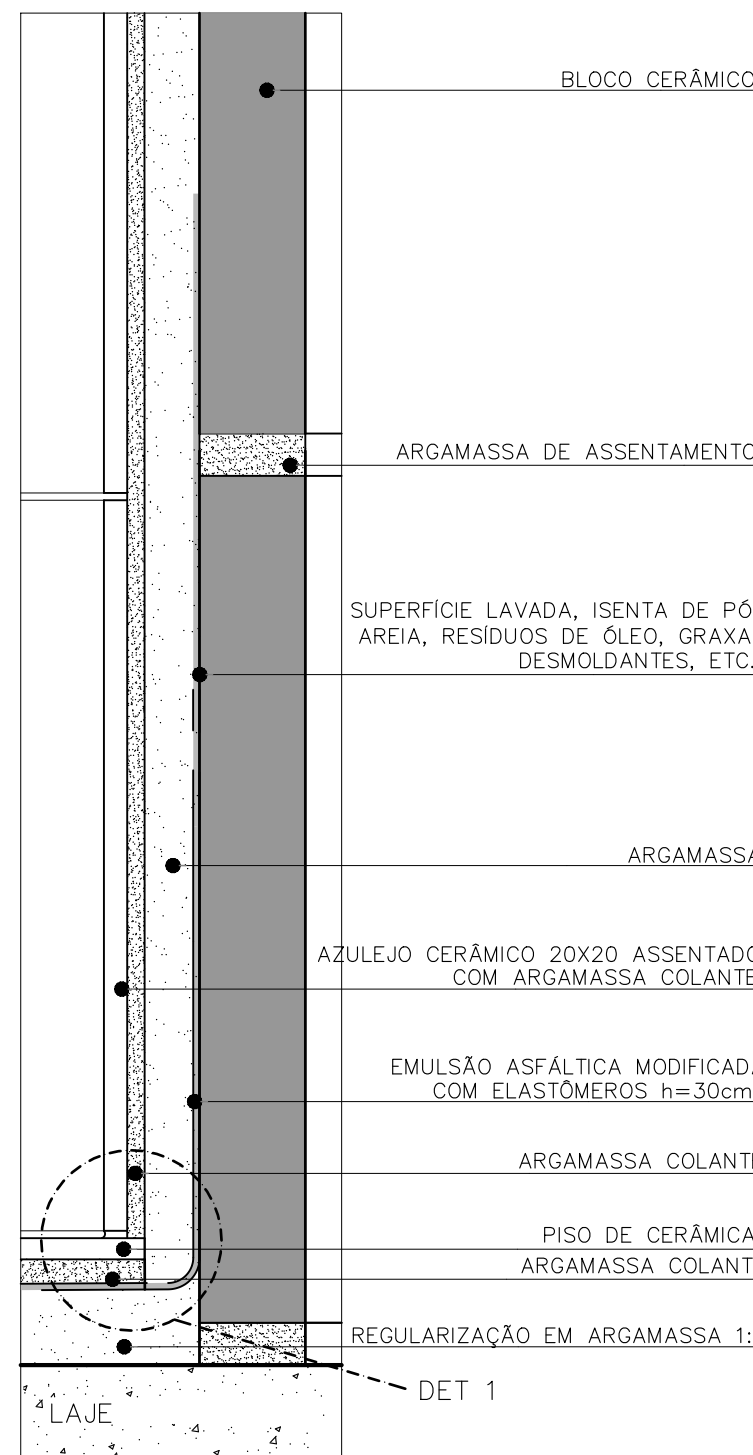 BLOCO CERÂMICO
ARGAMASSA DE ASSENTAMENTO
SUPERFÍCIE LAVADA, ISENTA DE PÓ
AREIA, RESÍDUOS DE ÓLEO, GRAXA
DESMOLDANTES, ETC.
ARGAMASSA
AZULEJO CERÂMICO 20X20 ASSENTADO
COM ARGAMASSA COLANTE
EMULSÃO ASFÁLTICA MODIFICADA
COM ELASTÔMEROS h=30cm
ARGAMASSA COLANTE
PISO DE CERÂMICA
ARGAMASSA COLANT
REGULARIZAÇÃO EM ARGAMASSA 1:
DET 1
LAJE